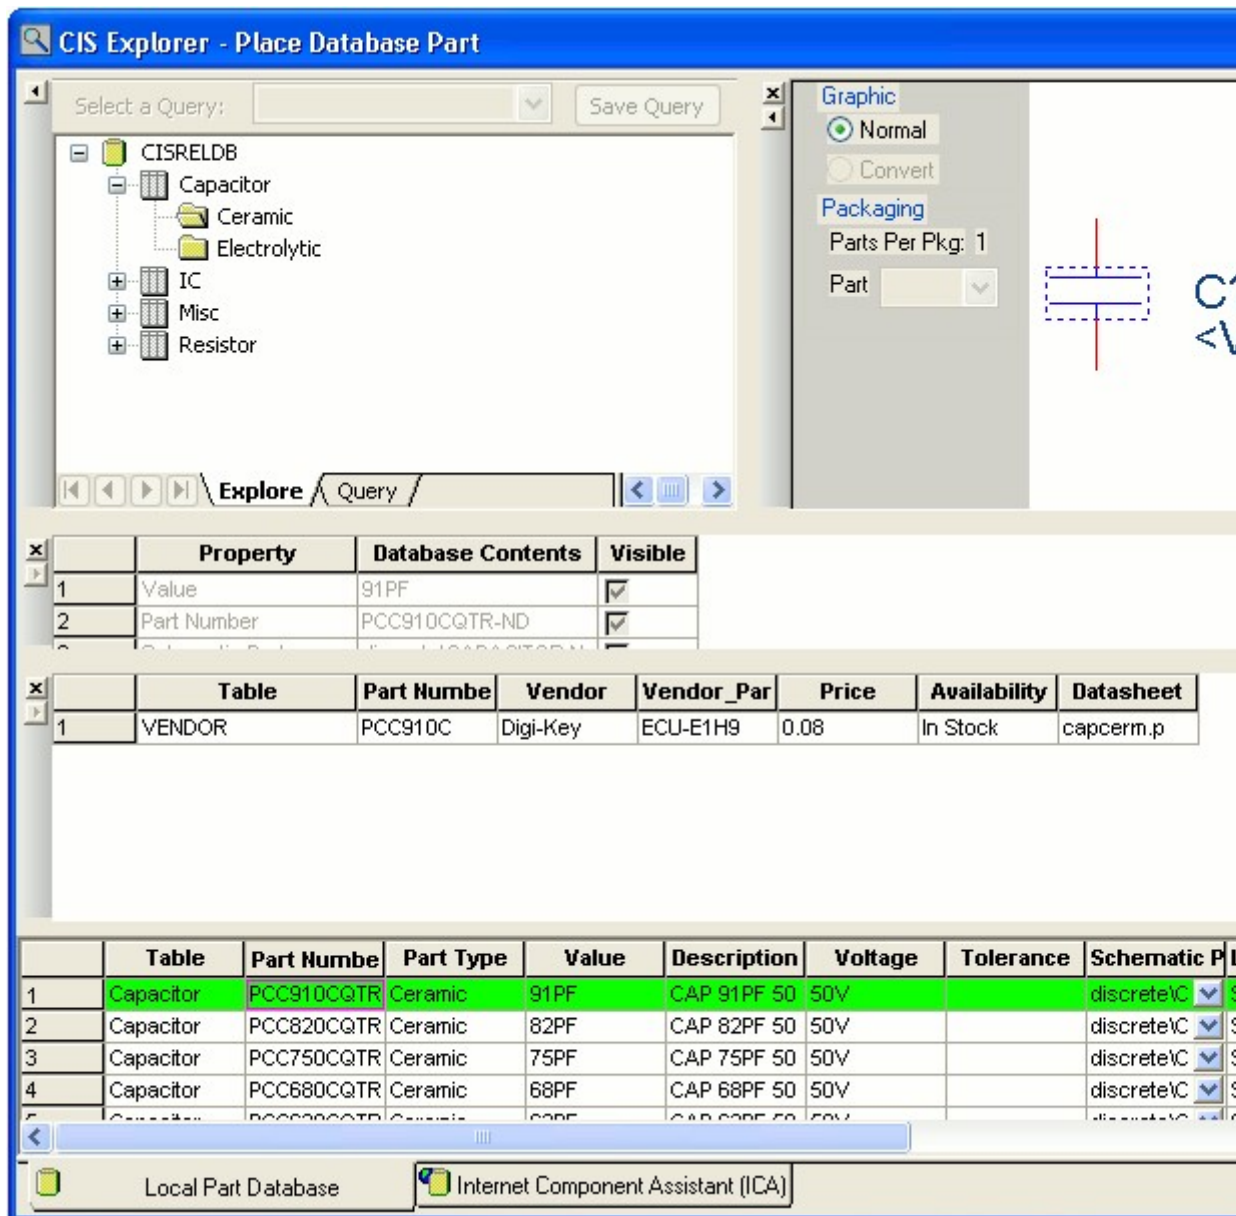 CIS Explorer - Place Database Part
Select a Query:
Save Query
CISRELDB
Capacitor
Ceramic
Electrolytic
IC
Misc
Resistor
Explore Query
Graphic
Normal
Convert
Packaging
Parts Per Pkg: 1
Part
C?
Property Database Contents Visible
1 Value 91PF
2 Part Number PCC910CQTR-ND
Table Part Numbe Vendor Vendor_Par Price Availability Datasheet
1 VENDOR PCC910C Digi-Key ECU-E1H9 0.08 In Stock capcerm.p
Table Part Numbe Part Type Value Description Voltage Tolerance Schematic P
1 Capacitor PCC910CQTR Ceramic 91PF CAP 91PF 50 50V discrete\C
2 Capacitor PCC820CQTR Ceramic 82PF CAP 82PF 50 50V discrete\C
3 Capacitor PCC750CQTR Ceramic 75PF CAP 75PF 50 50V discrete\C
4 Capacitor PCC680CQTR Ceramic 68PF CAP 68PF 50 50V discrete\C
Local Part Database
Internet Component Assistant (ICA)